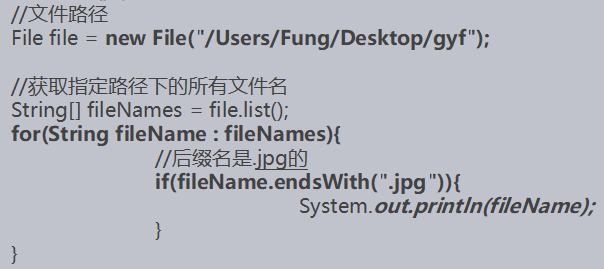 //文件路径
File file = new File("/Users/Fung/Desktop/gyf");
//获取指定路径下的所有文件名
String[] fileNames = file.list();
for(String fileName : fileNames){
//后缀名是.jpg的
if(fileName.endsWith(".jpg")){
System.out.println(fileName);
}
}